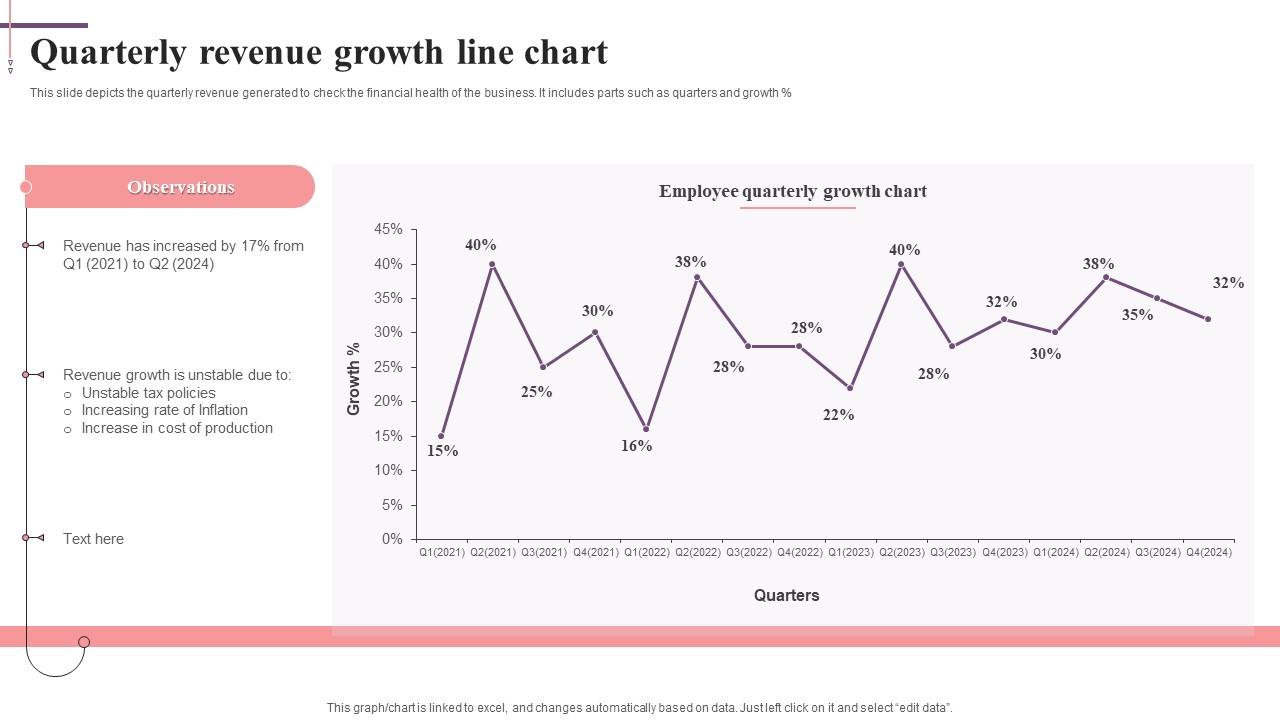 Quarterly revenue growth line chart
This slide depicts the quarterly revenue generated to check the financial health of the business. It includes parts such as quarters and growth %
Observations
Revenue has increased by 17% from
Q1 (2021) to Q2 (2024)
Revenue growth is unstable due to:
o Unstable tax policies
o Increasing rate of Inflation
o Increase in cost of production
Text here
Employee quarterly growth chart
45%
40%
35%
30%
25%
20%
15%
10%
5%
0%
Growth %
15%
40%
25%
30%
16%
38%
28%
28%
22%
40%
28%
32%
30%
38%
35%
32%
Q1(2021) Q2(2021) Q3(2021) Q4(2021) Q1(2022) Q2(2022) Q3(2022) Q4(2022) Q1(2023) Q2(2023) Q3(2023) Q4(2023) Q1(2024) Q2(2024) Q3(2024) Q4(2024)
Quarters
This graph/chart is linked to excel, and changes automatically based on data. Just left click on it and select “edit data”.